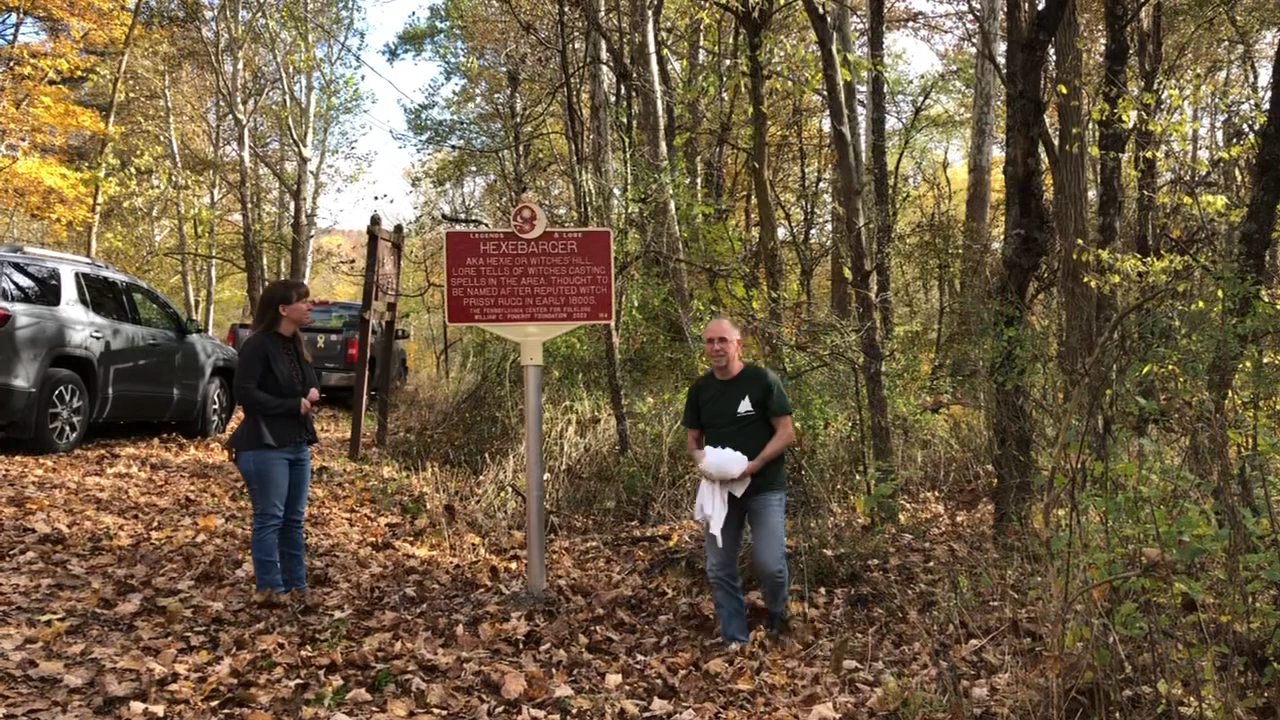 LEGENDS & LORE
HEXEBARGER
AKA HEXIE OR WITCHES' HILL.
LORE TELLS OF WITCHES CASTING
SPELLS IN THE AREA. THOUGHT TO
BE NAMED AFTER REPUTED WITCH
PRISSY RUGG IN EARLY 1800S.
THE PENNSYLVANIA CENTER FOR FOLKLORE
WILLIAM G. POMEROY FOUNDATION 2023